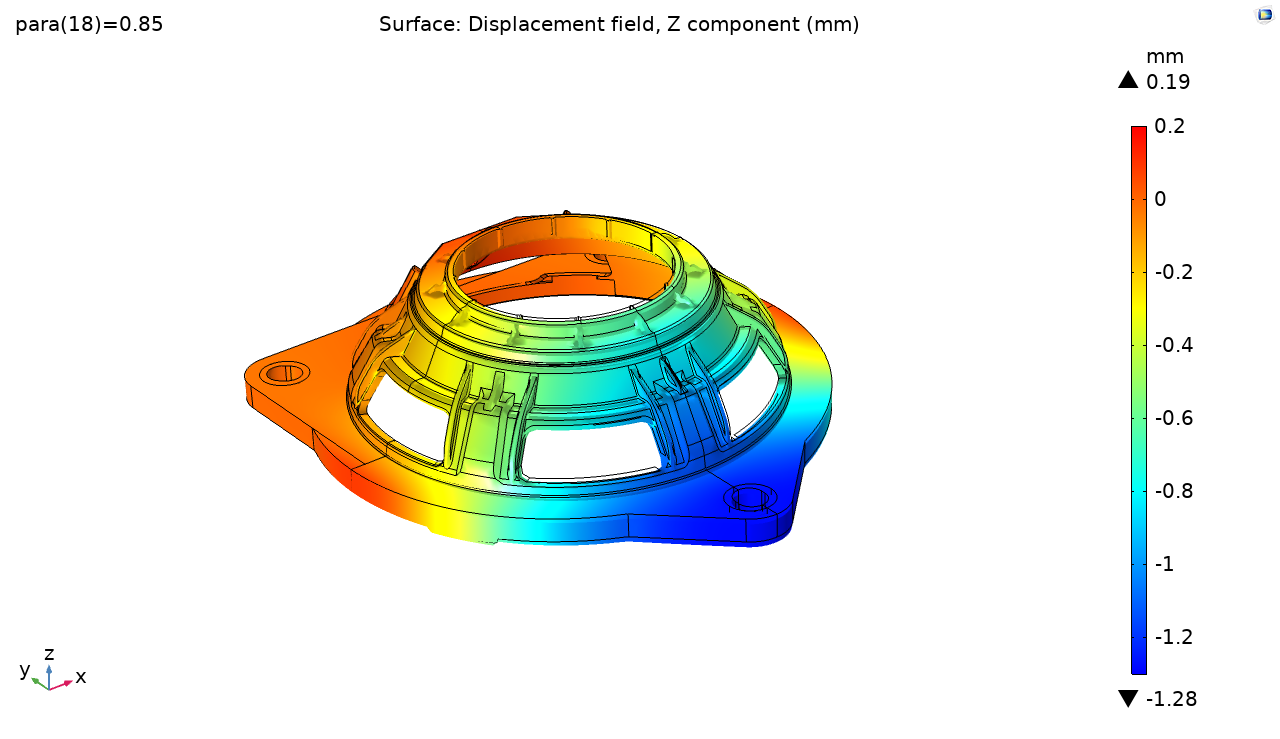 para(18)=0.85
Surface: Displacement field, Z component (mm)
mm
0.19
0.2
0
-0.2
-0.4
-0.6
-0.8
-1
-1.2
-1.28
z
y
x